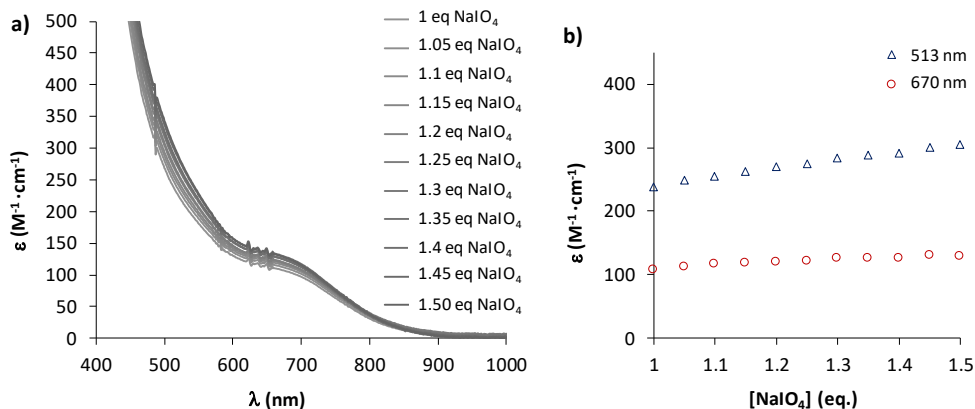 a)
ε (M⁻¹·cm⁻¹)
500
450
400
350
300
250
200
150
100
50
0
400 500 600 700 800 900 1000
λ (nm)
1 eq NaIO₄
1.05 eq NaIO₄
1.1 eq NaIO₄
1.15 eq NaIO₄
1.2 eq NaIO₄
1.25 eq NaIO₄
1.3 eq NaIO₄
1.35 eq NaIO₄
1.4 eq NaIO₄
1.45 eq NaIO₄
1.50 eq NaIO₄
b)
513 nm
670 nm
ε (M⁻¹·cm⁻¹)
400
300
200
100
0
1 1.1 1.2 1.3 1.4 1.5
[NaIO₄] (eq.)